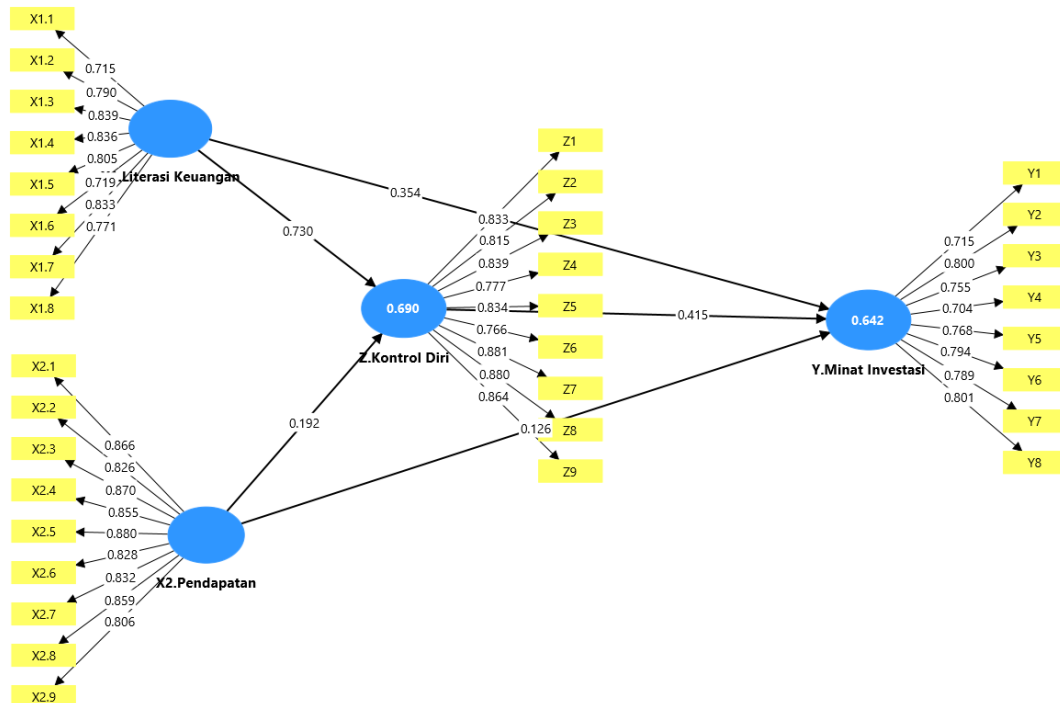 X1.1
X1.2
X1.3
X1.4
X1.5
X1.6
X1.7
X1.8
0.715
0.790
0.839
0.836
0.805
0.719
0.833
0.771
.Literasi Keuangan
0.354
0.730
Z1
Z2
Z3
Z4
Z5
Z6
Z7
Z8
Z9
0.833
0.815
0.839
0.777
0.834
0.766
0.881
0.880
0.864
0.690
Z.Kontrol Diri
0.415
0.192
0.126
X2.1
X2.2
X2.3
X2.4
X2.5
X2.6
X2.7
X2.8
X2.9
0.866
0.826
0.870
0.855
0.880
0.828
0.832
0.859
0.806
X2.Pendapatan
0.642
Y.Minat Investasi
Y1
Y2
Y3
Y4
Y5
Y6
Y7
Y8
0.715
0.800
0.755
0.704
0.768
0.794
0.789
0.801